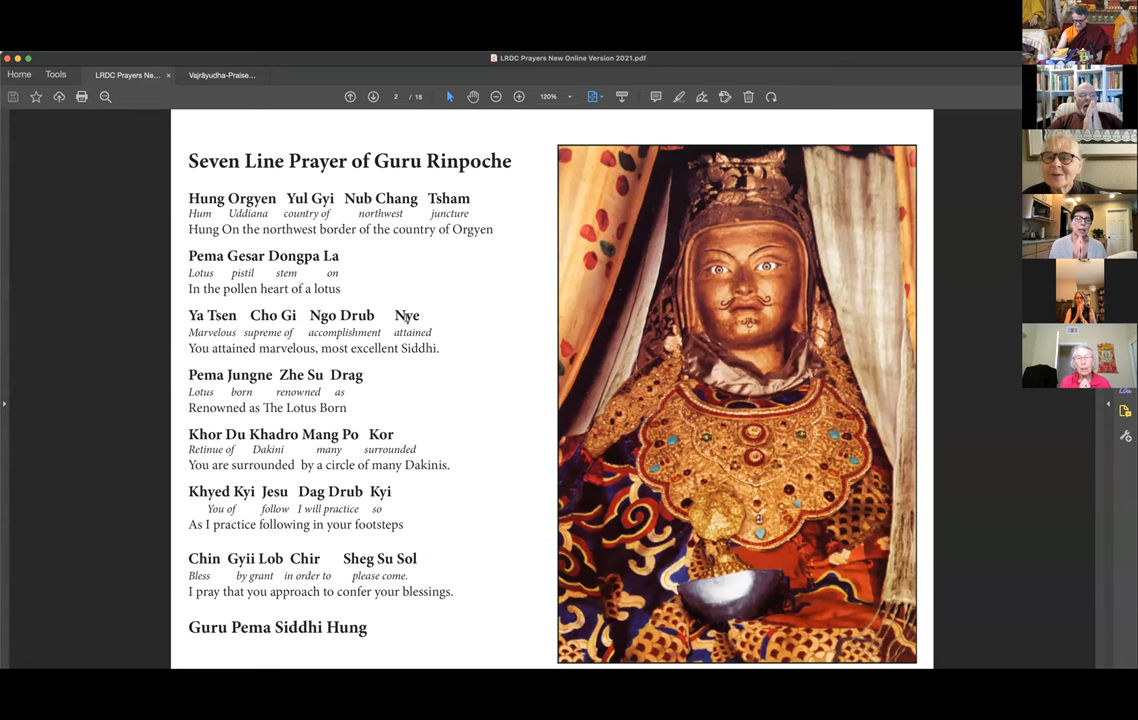 LRDC Prayers New Online Version 2021.pdf
Home Tools LRDC Prayers Ne... × Vajrāyudha-Praise...
2 / 18 120%
Seven Line Prayer of Guru Rinpoche
Hung Orgyen Yul Gyi Nub Chang Tsham
Hum Uddiana country of northwest juncture
Hung On the northwest border of the country of Orgyen
Pema Gesar Dongpa La
Lotus pistil stem on
In the pollen heart of a lotus
Ya Tsen Cho Gi Ngo Drub Nye
Marvelous supreme of accomplishment attained
You attained marvelous, most excellent Siddhi.
Pema Jungne Zhe Su Drag
Lotus born renowned as
Renowned as The Lotus Born
Khor Du Khadro Mang Po Kor
Retinue of Dakini many surrounded
You are surrounded by a circle of many Dakinis.
Khyed Kyi Jesu Dag Drub Kyi
You of follow I will practice so
As I practice following in your footsteps
Chin Gyii Lob Chir Sheg Su Sol
Bless by grant in order to please come.
I pray that you approach to confer your blessings.
Guru Pema Siddhi Hung